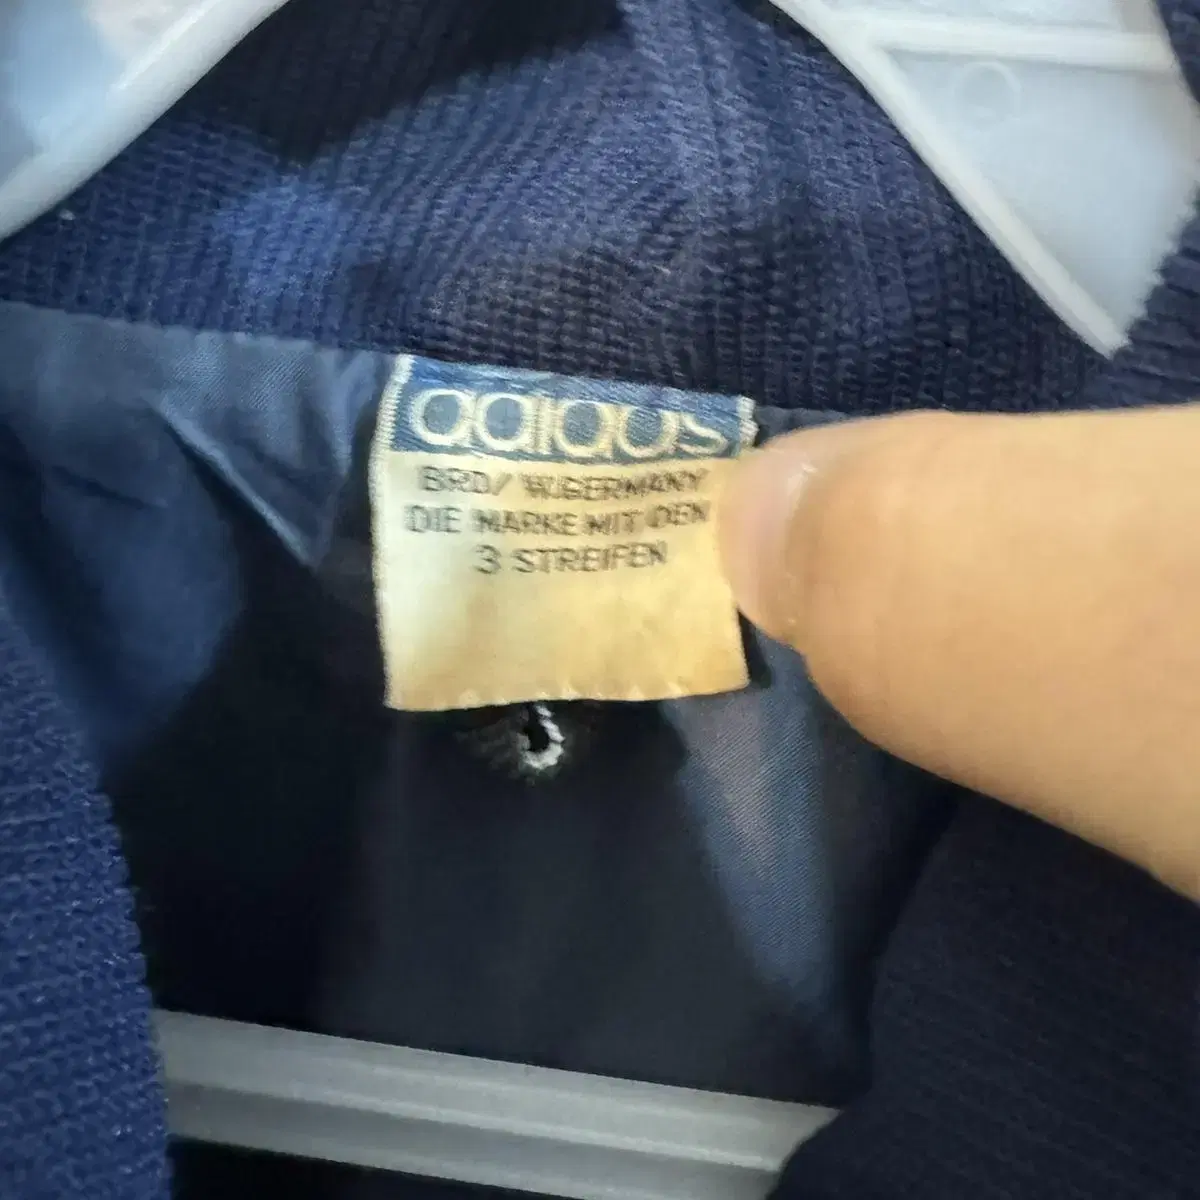 adidas
BRD/ W.GERMANY
DIE MARKE MIT DEN
3 STREIFEN